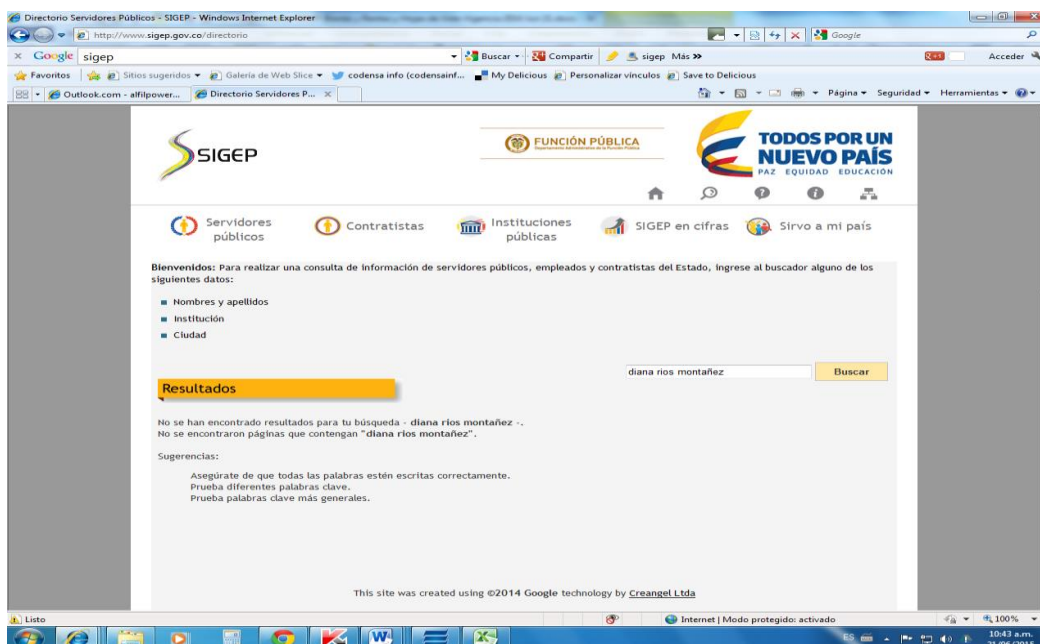 Directorio Servidores Públicos - SIGEP - Windows Internet Explorer
http://www.sigep.gov.co/directorio
Google
x Google sigep
Buscar
Compartir
sigep Más »
Acceder
Favoritos
Sitios sugeridos
Galería de Web Slice
codensa info (codensainf...
My Delicious
Personalizar vínculos
Save to Delicious
Outlook.com - alfilpower...
Directorio Servidores P...
Página
Seguridad
Herramientas
SIGEP
FUNCIÓN PÚBLICA
TODOS POR UN
NUEVO PAÍS
PAZ EQUIDAD EDUCACIÓN
Servidores públicos
Contratistas
Instituciones públicas
SIGEP en cifras
Sirvo a mi país
Bienvenidos: Para realizar una consulta de información de servidores públicos, empleados y contratistas del Estado, ingrese al buscador alguno de los
siguientes datos:
Nombres y apellidos
Institución
Ciudad
diana rios montañez
Buscar
Resultados
No se han encontrado resultados para tu búsqueda - diana rios montañez -.
No se encontraron páginas que contengan "diana rios montañez".
Sugerencias:
Asegúrate de que todas las palabras estén escritas correctamente.
Prueba diferentes palabras clave.
Prueba palabras clave más generales.
This site was created using ©2014 Google technology by Creangel Ltda
Listo
Internet | Modo protegido: activado
100%
ES
10:43 a.m.